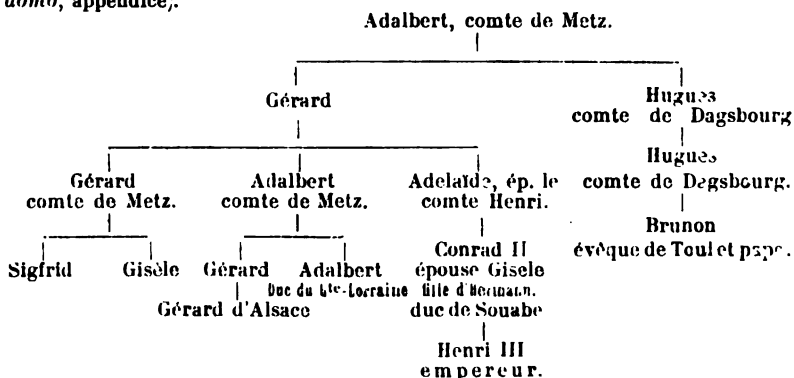 domo, appendice).
Adalbert, comte de Metz.
Gérard
Hugues
comte de Dagsbourg
Hugues
comte de Dagsbourg.
Gérard
comte de Metz.
Adalbert
comte de Metz.
Adelaïde, ép. le
comte Henri.
Brunon
évêque de Toul et pape.
Sigfrid
Gisèle
Gérard
Adalbert
Duc du Hte-Lorraine
Conrad II
épouse Gisele
fille d'Hermann.
duc de Souabe
Gérard d'Alsace
Henri III
empereur.